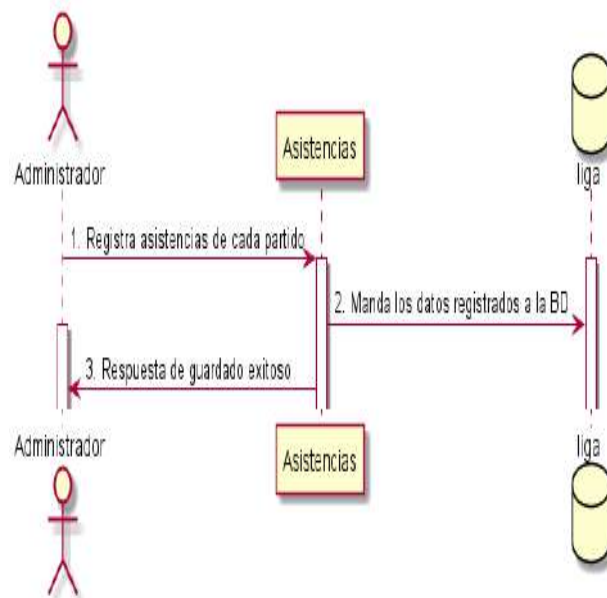 Administrador
Asistencias
liga
1. Registra asistencias de cada partido
2. Manda los datos registrados a la BD
3. Respuesta de guardado exitoso
Administrador
Asistencias
liga